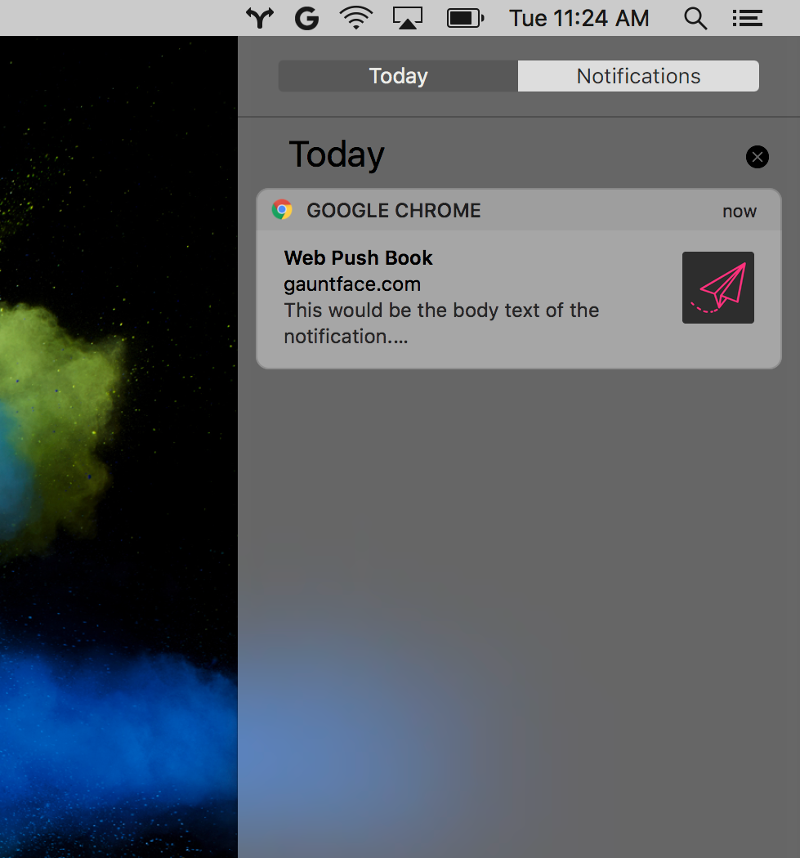 G Tue 11:24 AM
Today Notifications
Today
GOOGLE CHROME now
Web Push Book
gauntface.com
This would be the body text of the
notification....